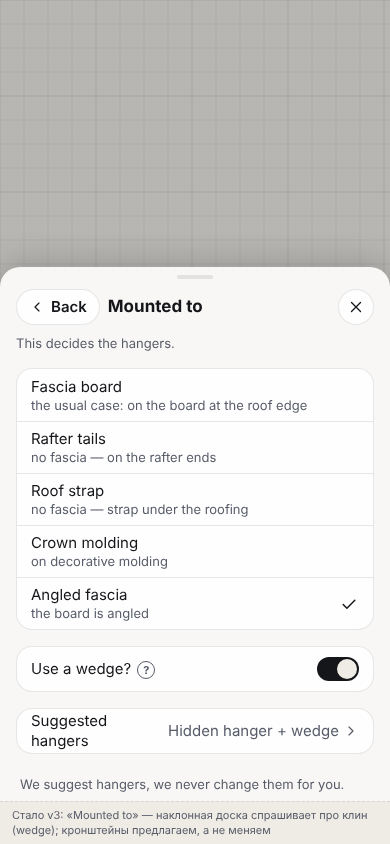 Back
Mounted to
This decides the hangers.
Fascia board
the usual case: on the board at the roof edge
Rafter tails
no fascia — on the rafter ends
Roof strap
no fascia — strap under the roofing
Crown molding
on decorative molding
Angled fascia
the board is angled
Use a wedge? ?
Suggested
hangers
Hidden hanger + wedge
We suggest hangers, we never change them for you.
Стало v3: «Mounted to» — наклонная доска спрашивает про клин
(wedge); кронштейны предлагаем, а не меняем